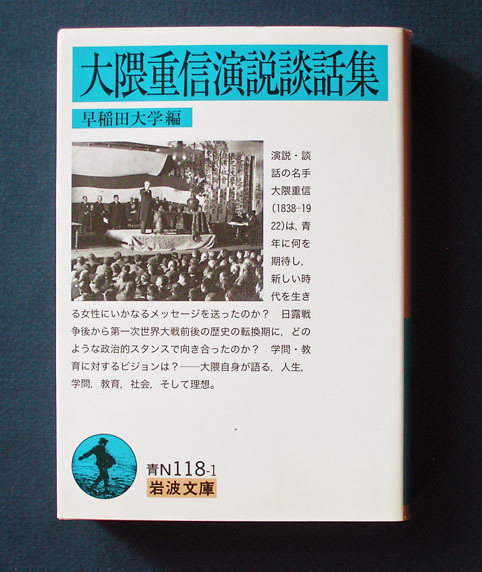 大隈重信演説談話集
早稲田大学編
演説・談
話の名手
大隈重信
(1838-19
22)は，青
年に何を
期待し，
新しい時
代を生き
る女性にいかなるメッセージを送ったのか？　日露戦
争後から第一次世界大戦前後の歴史の転換期に，どの
ような政治的スタンスで向き合ったのか？　学問・教
育に対するビジョンは？──大隈自身が語る，人生，
学問，教育，社会，そして理想。
青N118-1
岩波文庫